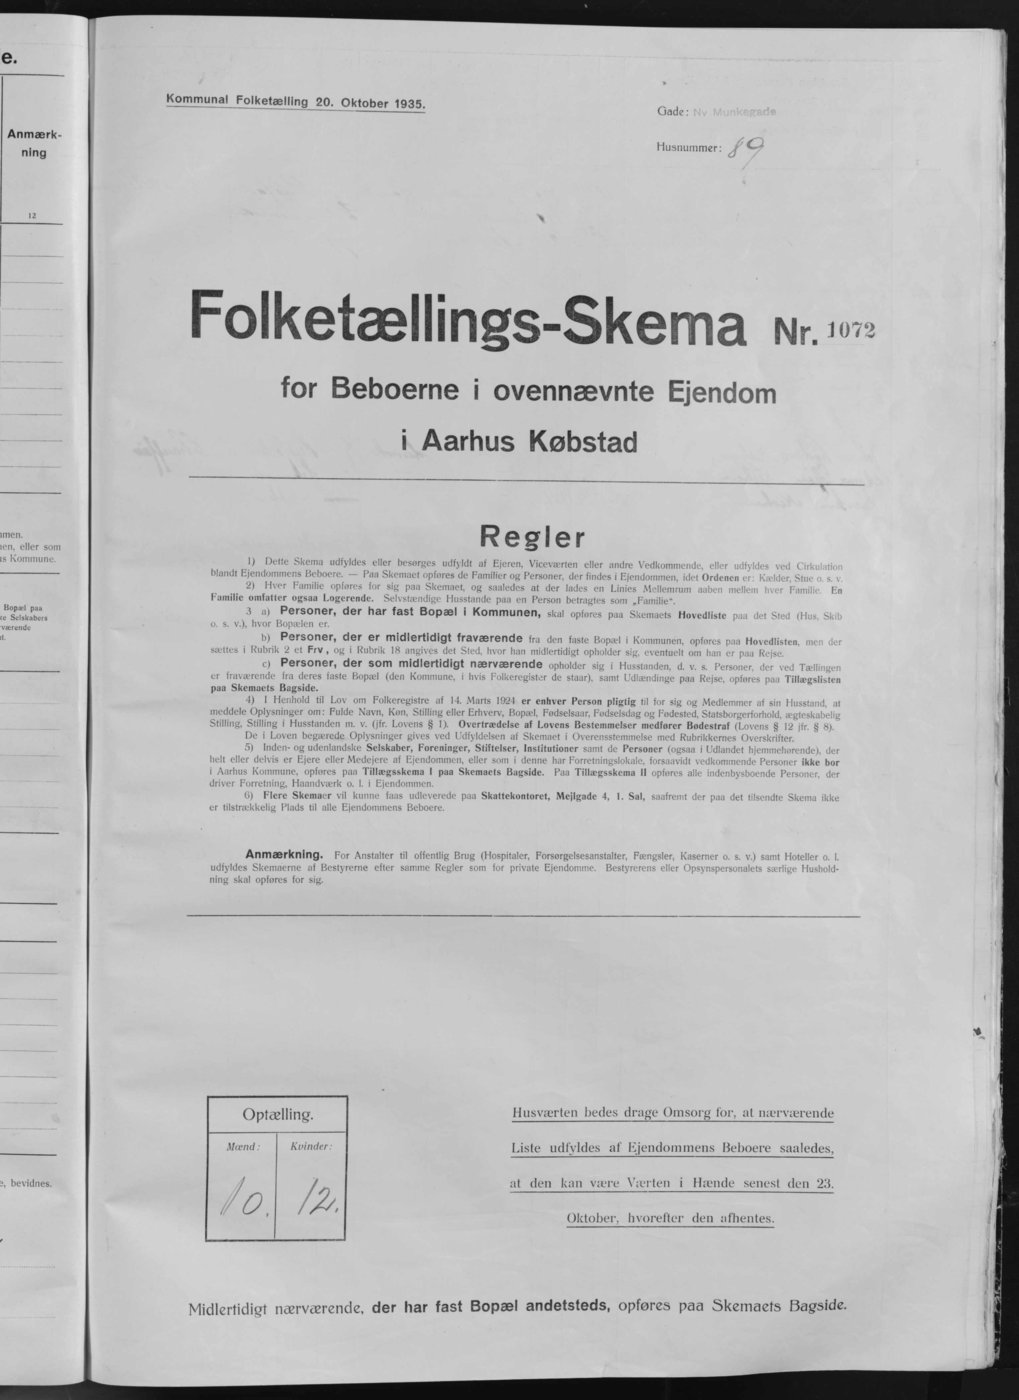 e.
Anmærk-
ning
12
mmen.
nen, eller som
us Kommune.
Bopæl paa
ke Selskabers
værende
e, bevidnes.
Kommunal Folketælling 20. Oktober 1935.
Gade: Ny Munkegade
Husnummer: 89
Folketællings-Skema Nr. 1072
for Beboerne i ovennævnte Ejendom
i Aarhus Købstad
Regler
1) Dette Skema udfyldes eller besørges udfyldt af Ejeren, Viceværten eller andre Vedkommende, eller udfyldes ved Cirkulation
blandt Ejendommens Beboere. — Paa Skemaet opføres de Familier og Personer, der findes i Ejendommen, idet Ordenen er: Kælder, Stue o. s. v.
2) Hver Familie opføres for sig paa Skemaet, og saaledes at der lades en Linies Mellemrum aaben mellem hver Familie. En
Familie omfatter ogsaa Logerende. Selvstændige Husstande paa en Person betragtes som „Familie“.
3 a) Personer, der har fast Bopæl i Kommunen, skal opføres paa Skemaets Hovedliste paa det Sted (Hus, Skib
o. s. v.), hvor Bopælen er.
b) Personer, der er midlertidigt fraværende fra den faste Bopæl i Kommunen, opføres paa Hovedlisten, men der
sættes i Rubrik 2 et Frv, og i Rubrik 18 angives det Sted, hvor han midlertidigt opholder sig, eventuelt om han er paa Rejse.
c) Personer, der som midlertidigt nærværende opholder sig i Husstanden, d. v. s. Personer, der ved Tællingen
er fraværende fra deres faste Bopæl (den Kommune, i hvis Folkeregister de staar), samt Udlændinge paa Rejse, opføres paa Tillægslisten
paa Skemaets Bagside.
4) I Henhold til Lov om Folkeregistre af 14. Marts 1924 er enhver Person pligtig til for sig og Medlemmer af sin Husstand, at
meddele Oplysninger om: Fulde Navn, Køn, Stilling eller Erhverv, Bopæl, Fødselsaar, Fødselsdag og Fødested, Statsborgerforhold, ægteskabelig
Stilling, Stilling i Husstanden m. v. (jfr. Lovens § 1). Overtrædelse af Lovens Bestemmelser medfører Bødestraf (Lovens § 12 jfr. § 8).
De i Loven begærede Oplysninger gives ved Udfyldelsen af Skemaet i Overensstemmelse med Rubrikkernes Overskrifter.
5) Inden- og udenlandske Selskaber, Foreninger, Stiftelser, Institutioner samt de Personer (ogsaa i Udlandet hjemmehørende), der
helt eller delvis er Ejere eller Medejere af Ejendommen, eller som i denne har Forretningslokale, forsaavidt vedkommende Personer ikke bor
i Aarhus Kommune, opføres paa Tillægsskema I paa Skemaets Bagside. Paa Tillægsskema II opføres alle indenbysboende Personer, der
driver Forretning, Haandværk o. l. i Ejendommen.
6) Flere Skemaer vil kunne faas udleverede paa Skattekontoret, Mejlgade 4, 1. Sal, saafremt der paa det tilsendte Skema ikke
er tilstrækkelig Plads til alle Ejendommens Beboere.
Anmærkning. For Anstalter til offentlig Brug (Hospitaler, Forsørgelsesanstalter, Fængsler, Kaserner o. s. v.) samt Hoteller o. l.
udfyldes Skemaerne af Bestyrerne efter samme Regler som for private Ejendomme. Bestyrerens eller Opsynspersonalets særlige Hushold-
ning skal opføres for sig.
Optælling.
Mænd: Kvinder:
10. 12.
Husværten bedes drage Omsorg for, at nærværende
Liste udfyldes af Ejendommens Beboere saaledes,
at den kan være Værten i Hænde senest den 23.
Oktober, hvorefter den afhentes.
Midlertidigt nærværende, der har fast Bopæl andetsteds, opføres paa Skemaets Bagside.